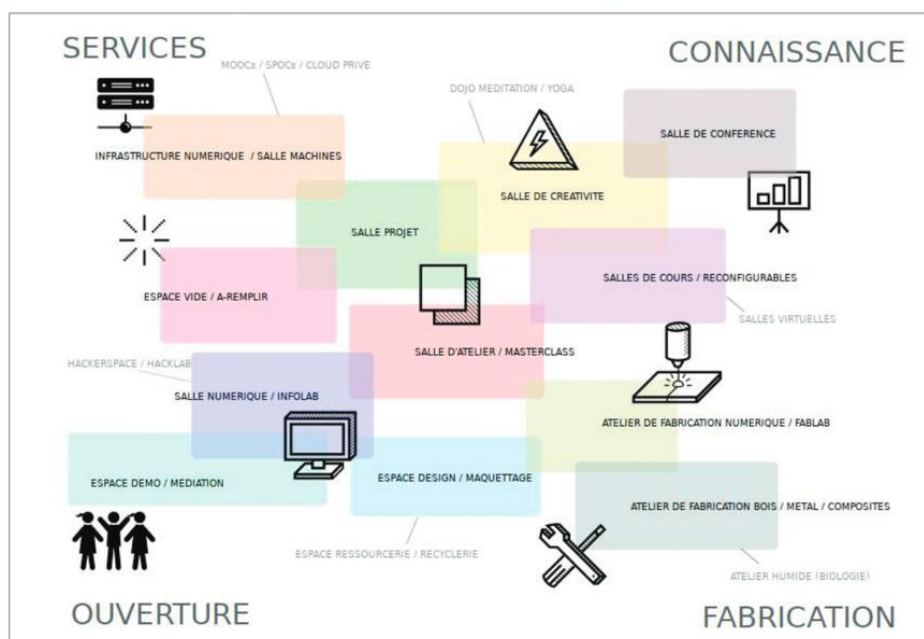 SERVICES
CONNAISSANCE
MOOCs / SPOCs / CLOUD PRIVE
DOJO MEDITATION / YOGA
SALLE DE CONFERENCE
INFRASTRUCTURE NUMERIQUE / SALLE MACHINES
SALLE DE CREATIVITE
SALLE PROJET
SALLES DE COURS / RECONFIGURABLES
ESPACE VIDE / A-REMPLIR
SALLES VIRTUELLES
SALLE D'ATELIER / MASTERCLASS
HACKERSPACE / HACKLAB
SALLE NUMERIQUE / INFOLAB
ATELIER DE FABRICATION NUMERIQUE / FABLAB
ESPACE DEMO / MEDIATION
ESPACE DESIGN / MAQUETTAGE
ATELIER DE FABRICATION BOIS / METAL / COMPOSITES
ESPACE RESSOURCERIE / RECYCLERIE
ATELIER HUMIDE (BIOLOGIE)
OUVERTURE
FABRICATION